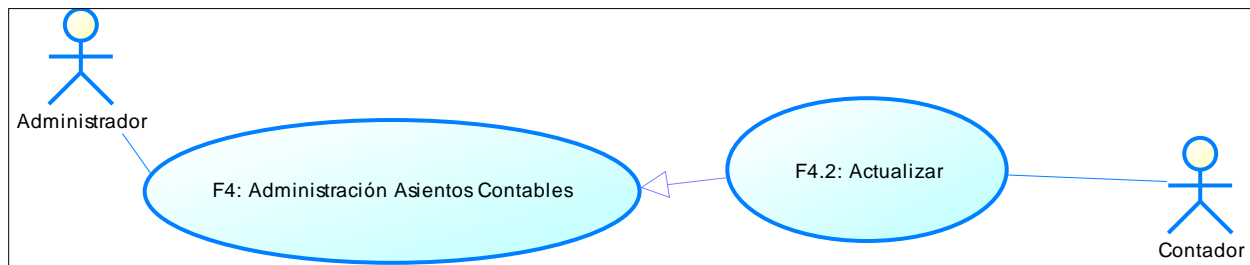 Administrador
F4: Administración Asientos Contables
F4.2: Actualizar
Contador